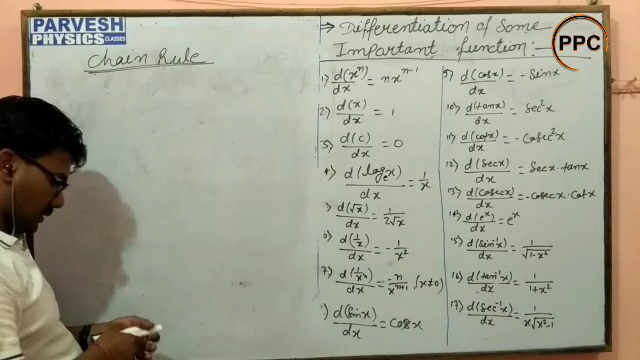 PARVESH
PHYSICS CLASSES
Chain Rule
⇒ Differentiation of Some
Important function:—
PPC
1) d(xⁿ)/dx = nxⁿ⁻¹
2) d(x)/dx = 1
3) d(c)/dx = 0
4) d(logₑx)/dx = 1/x
) d(√x)/dx = 1/2√x
6) d(1/x)/dx = -1/x²
7) d(1/xⁿ)/dx = -n/xⁿ⁺¹, (x≠0)
) d(Sinx)/dx = Cosx
9) d(cosx)/dx = -Sinx
10) d(tanx)/dx = Sec²x
11) d(cotx)/dx = -Cosec²x
12) d(Secx)/dx = Secx·tanx
13) d(Cosecx)/dx = -Cosecx·Cotx
14) d(eˣ)/dx = eˣ
15) d(Sin⁻¹x)/dx = 1/√1-x²
16) d(tan⁻¹x)/dx = 1/1+x²
17) d(Sec⁻¹x)/dx = 1/x√x²-1